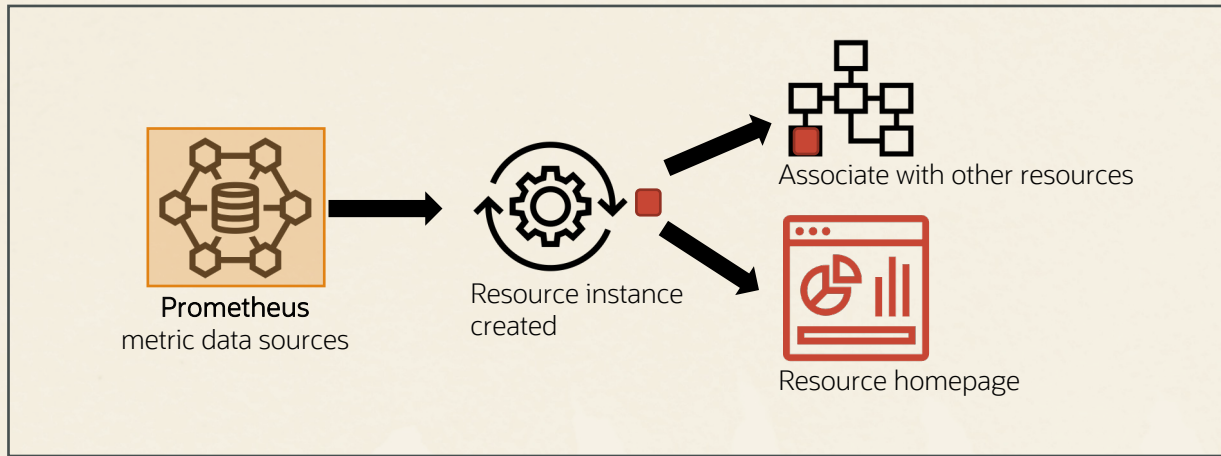 Prometheus
metric data sources
Resource instance
created
Associate with other resources
Resource homepage